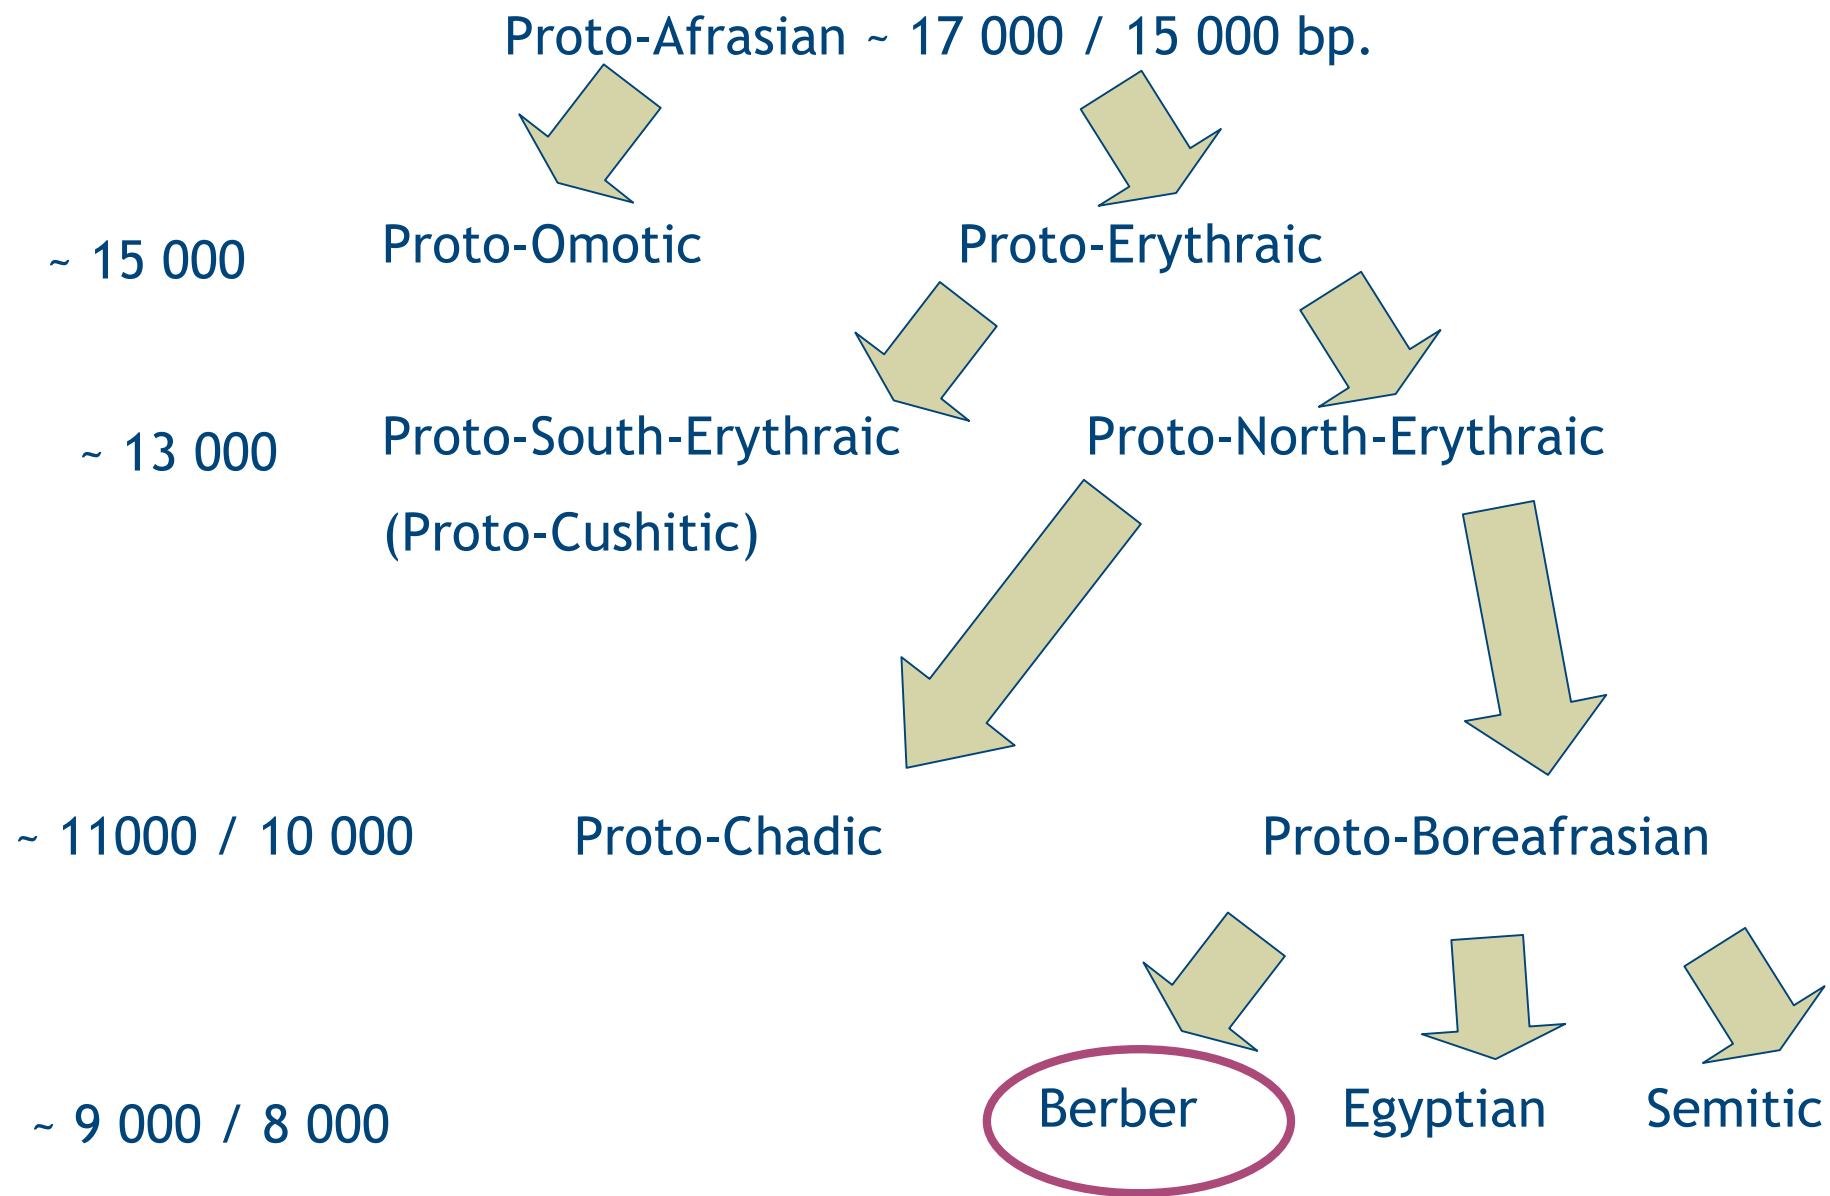 Proto-Afrasian ~ 17 000 / 15 000 bp.
~ 15 000 Proto-Omotic Proto-Erythraic
~ 13 000 Proto-South-Erythraic Proto-North-Erythraic
(Proto-Cushitic)
~ 11000 / 10 000 Proto-Chadic Proto-Boreafrasian
~ 9 000 / 8 000 Berber Egyptian Semitic